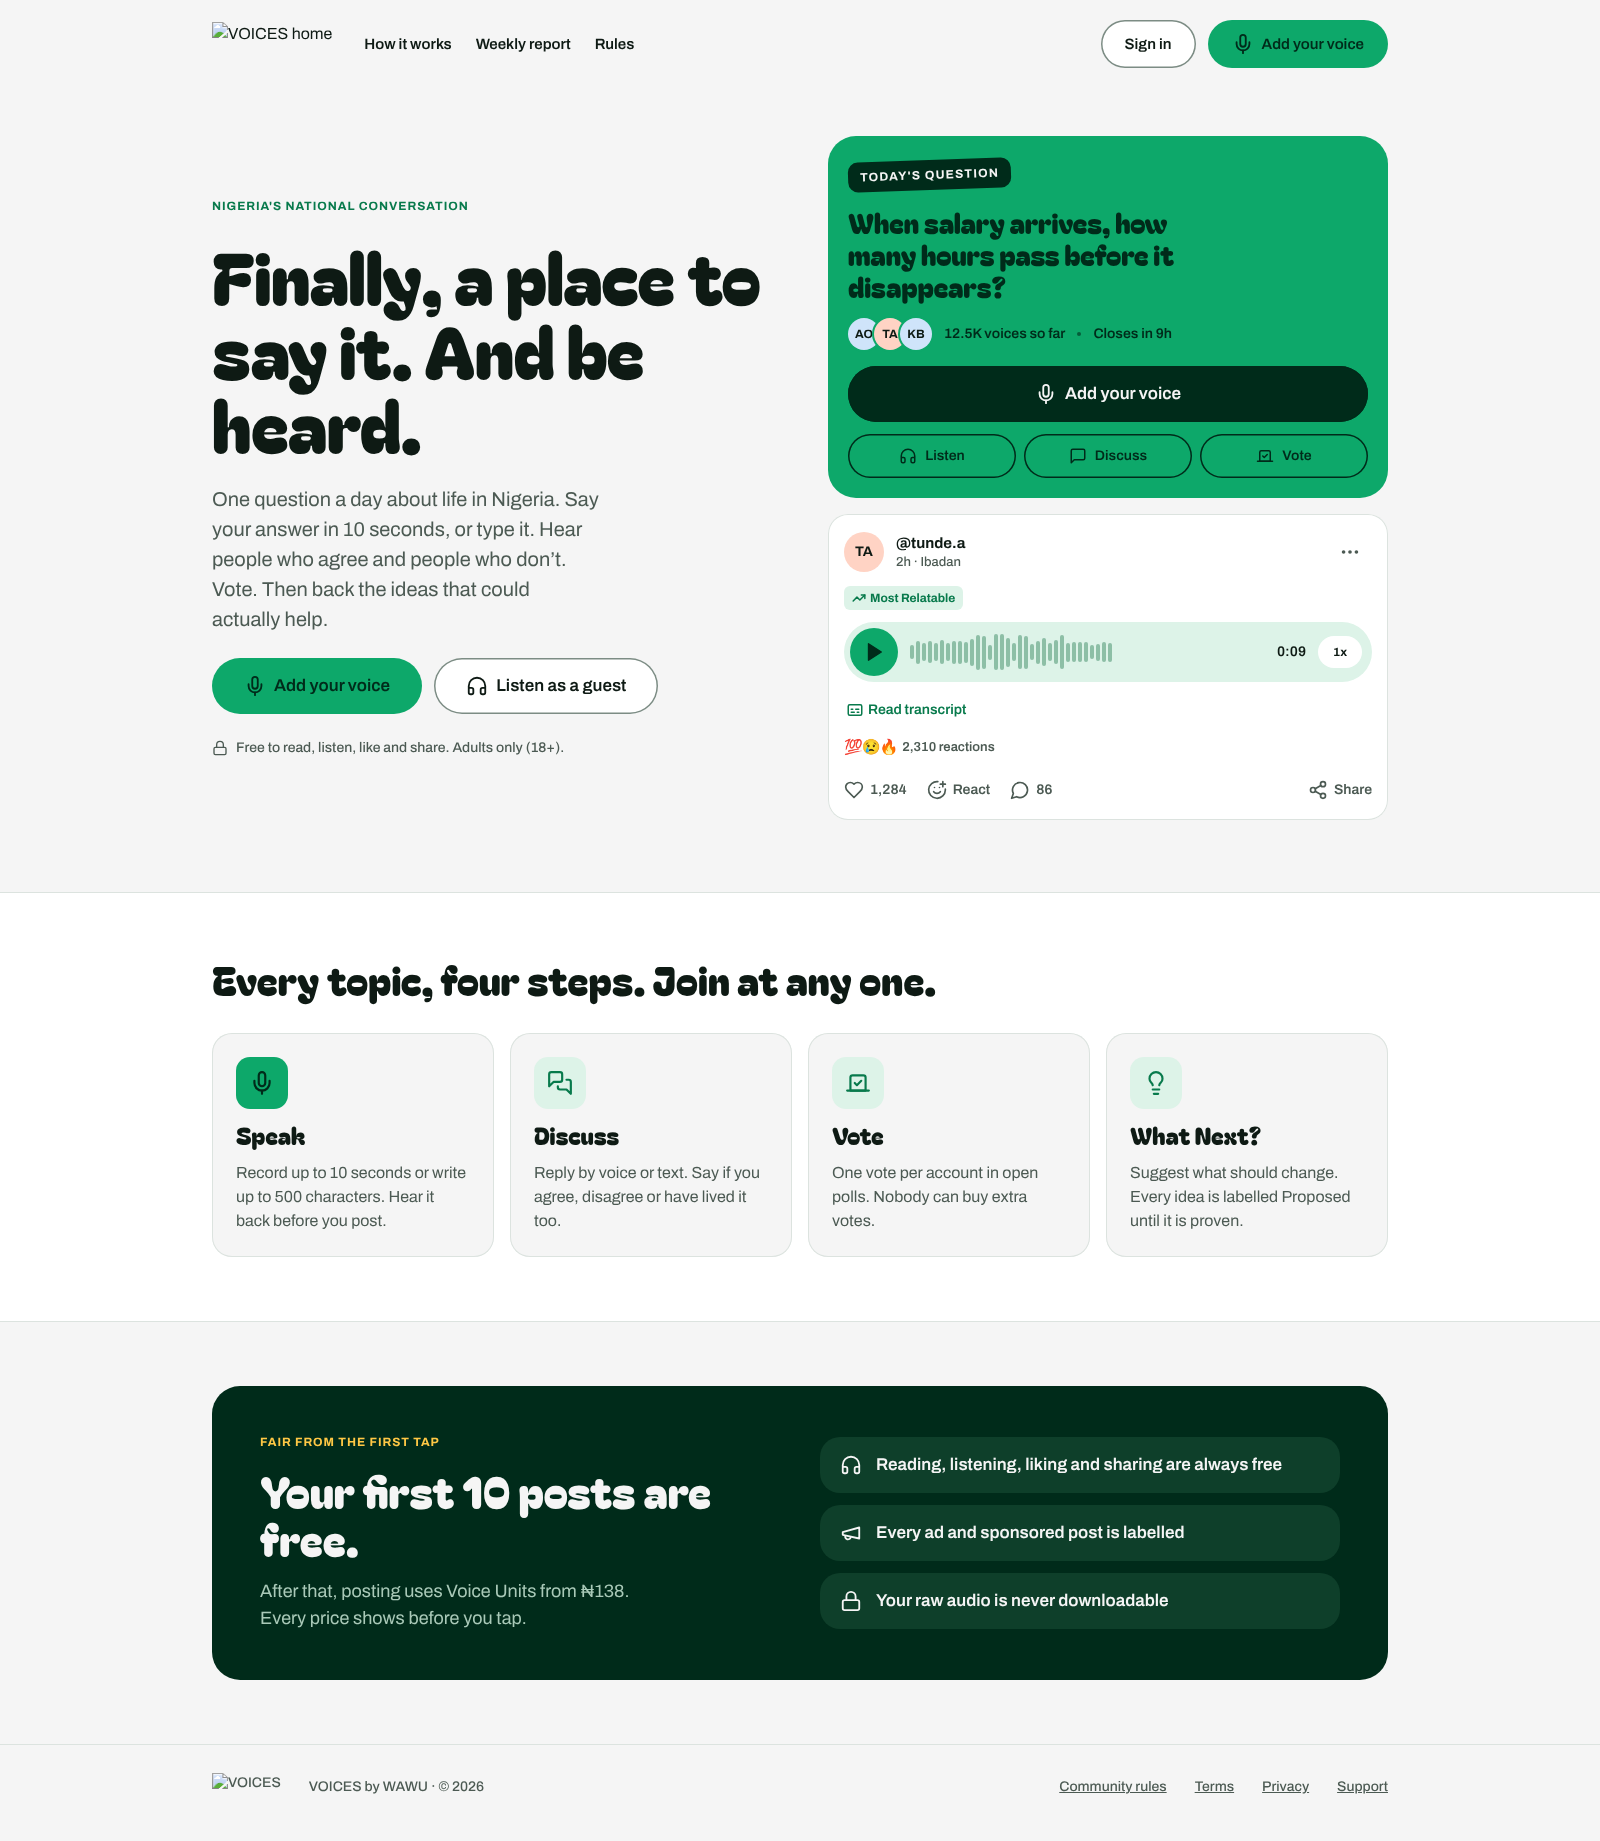 VOICES home
How it works
Weekly report
Rules
Sign in
Add your voice
NIGERIA'S NATIONAL CONVERSATION
Finally, a place to
say it. And be
heard.
One question a day about life in Nigeria. Say
your answer in 10 seconds, or type it. Hear
people who agree and people who don’t.
Vote. Then back the ideas that could
actually help.
Add your voice
Listen as a guest
Free to read, listen, like and share. Adults only (18+).
TODAY'S QUESTION
When salary arrives, how
many hours pass before it
disappears?
AO
TA
KB
12.5K voices so far • Closes in 9h
Add your voice
Listen
Discuss
Vote
TA
@tunde.a
2h · Ibadan
Most Relatable
0:09
1x
Read transcript
💯😢🔥 2,310 reactions
1,284
React
86
Share
Every topic, four steps. Join at any one.
Speak
Record up to 10 seconds or write
up to 500 characters. Hear it
back before you post.
Discuss
Reply by voice or text. Say if you
agree, disagree or have lived it
too.
Vote
One vote per account in open
polls. Nobody can buy extra
votes.
What Next?
Suggest what should change.
Every idea is labelled Proposed
until it is proven.
FAIR FROM THE FIRST TAP
Your first 10 posts are
free.
After that, posting uses Voice Units from ₦138.
Every price shows before you tap.
Reading, listening, liking and sharing are always free
Every ad and sponsored post is labelled
Your raw audio is never downloadable
VOICES
VOICES by WAWU · © 2026
Community rules
Terms
Privacy
Support